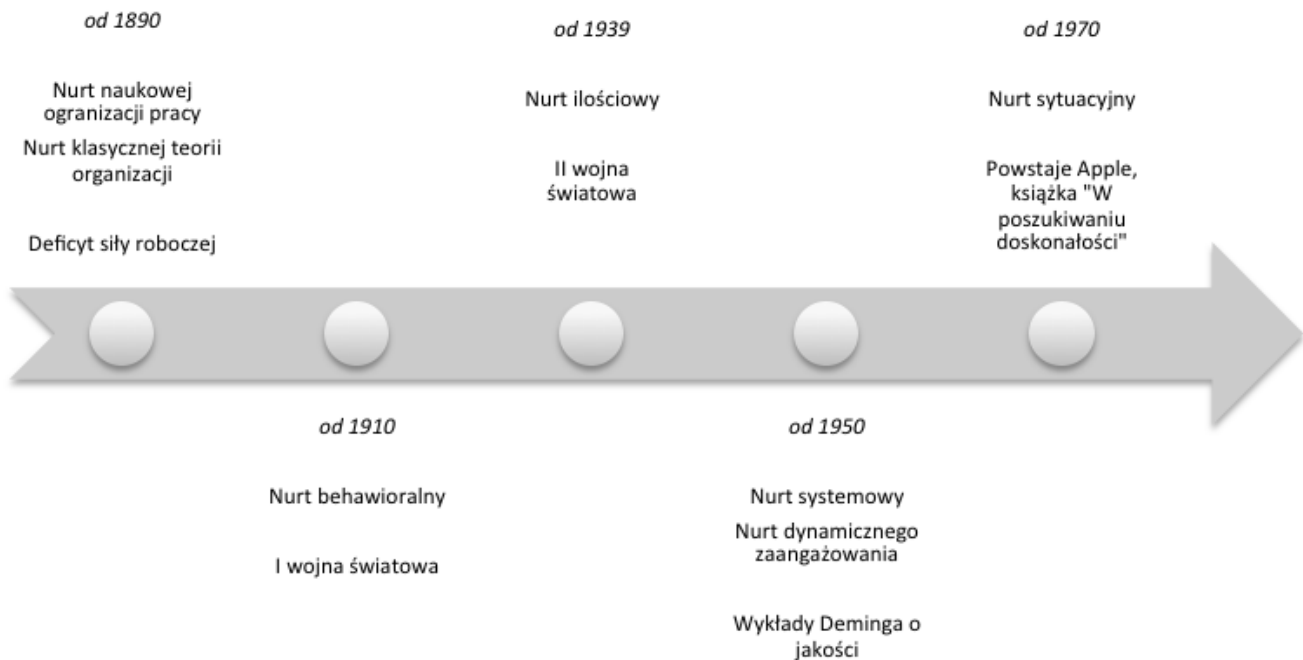 od 1890
Nurt naukowej
ogranizacji pracy
Nurt klasycznej teorii
organizacji
Deficyt siły roboczej
od 1910
Nurt behawioralny
I wojna światowa
od 1939
Nurt ilościowy
II wojna
światowa
od 1950
Nurt systemowy
Nurt dynamicznego
zaangażowania
Wykłady Deminga o
jakości
od 1970
Nurt sytuacyjny
Powstaje Apple,
książka "W
poszukiwaniu
doskonałości"